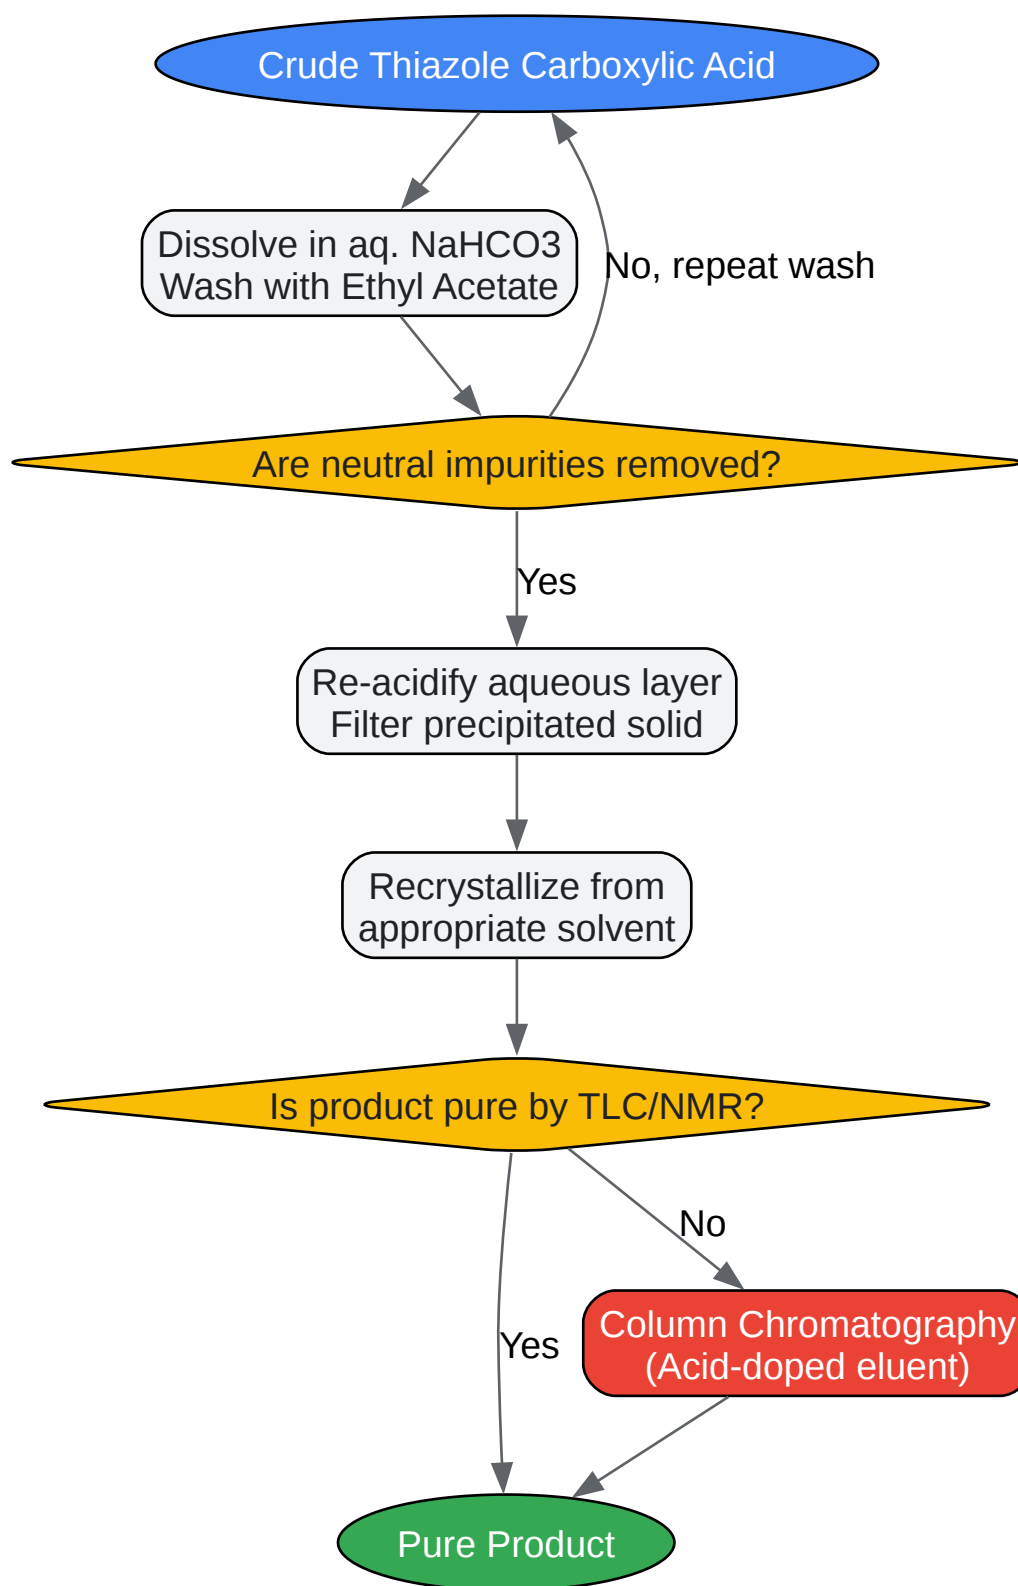 Crude Thiazole Carboxylic Acid
Dissolve in aq. NaHCO3
Wash with Ethyl Acetate
No, repeat wash
Are neutral impurities removed?
Yes
Re-acidify aqueous layer
Filter precipitated solid
Recrystallize from
appropriate solvent
Is product pure by TLC/NMR?
No
Column Chromatography
(Acid-doped eluent)
Yes
Pure Product